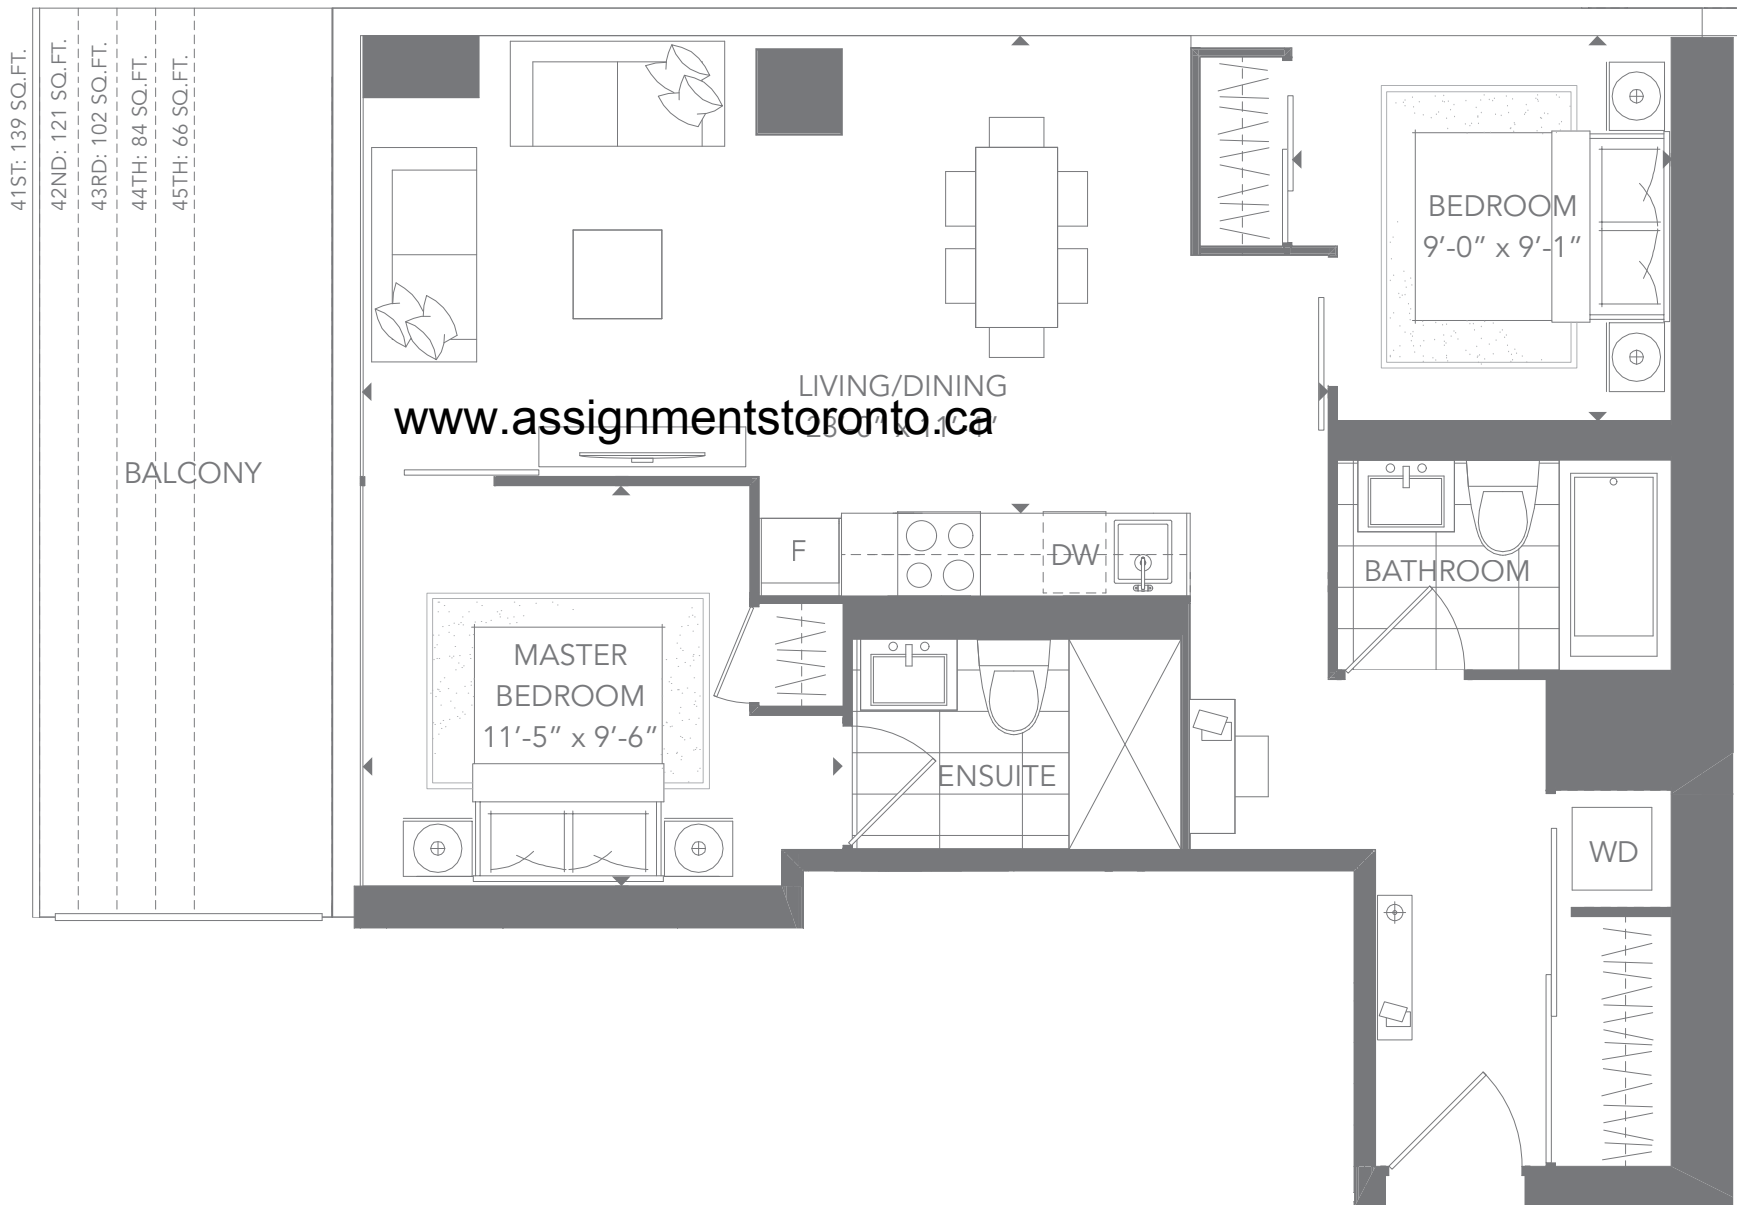 41ST: 139 SQ.FT.
42ND: 121 SQ.FT.
43RD: 102 SQ.FT.
44TH: 84 SQ.FT.
45TH: 66 SQ.FT.
BALCONY
LIVING/DINING
www.assignmentstoronto.ca
BEDROOM
9’-0” x 9’-1”
F
DW
BATHROOM
MASTER
BEDROOM
11’-5” x 9’-6”
ENSUITE
WD